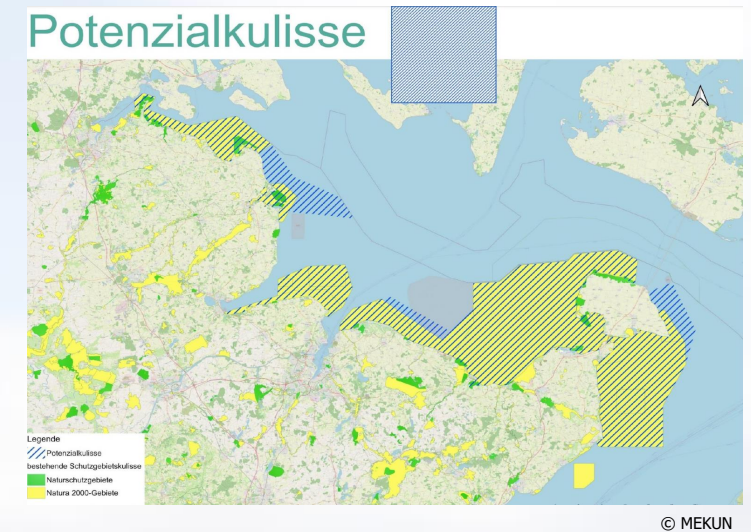 Potenzialkulisse
Legende
Potenzialkulisse
bestehende Schutzgebietskulisse
Naturschutzgebiete
Natura 2000-Gebiete
© MEKUN